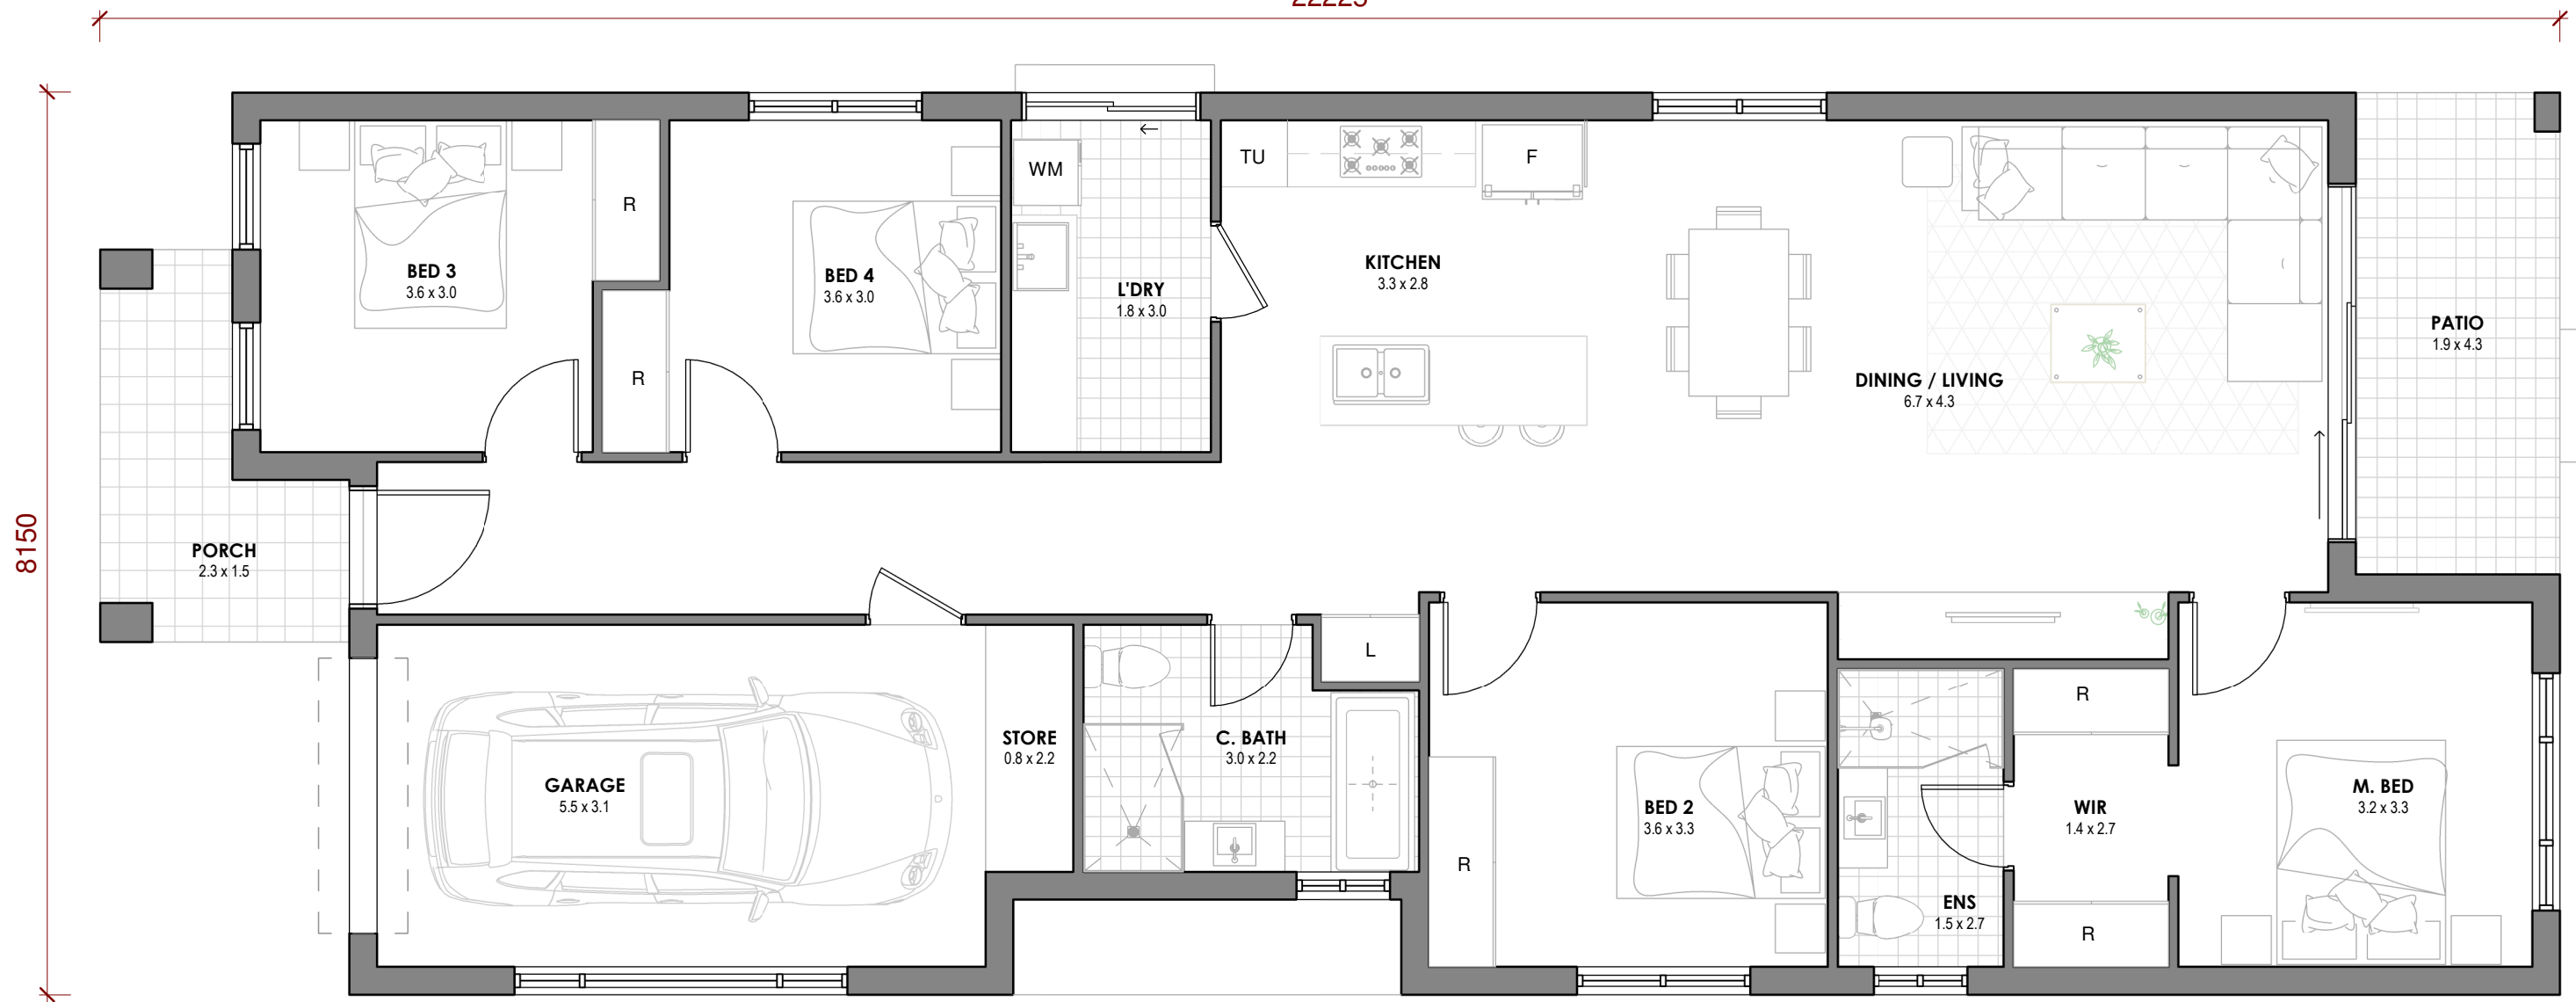 22225
8150
BED 3
3.6 x 3.0
R
R
BED 4
3.6 x 3.0
WM
L'DRY
1.8 x 3.0
TU
F
KITCHEN
3.3 x 2.8
DINING / LIVING
6.7 x 4.3
PATIO
1.9 x 4.3
PORCH
2.3 x 1.5
GARAGE
5.5 x 3.1
STORE
0.8 x 2.2
C. BATH
3.0 x 2.2
L
R
BED 2
3.6 x 3.3
ENS
1.5 x 2.7
R
WIR
1.4 x 2.7
R
M. BED
3.2 x 3.3